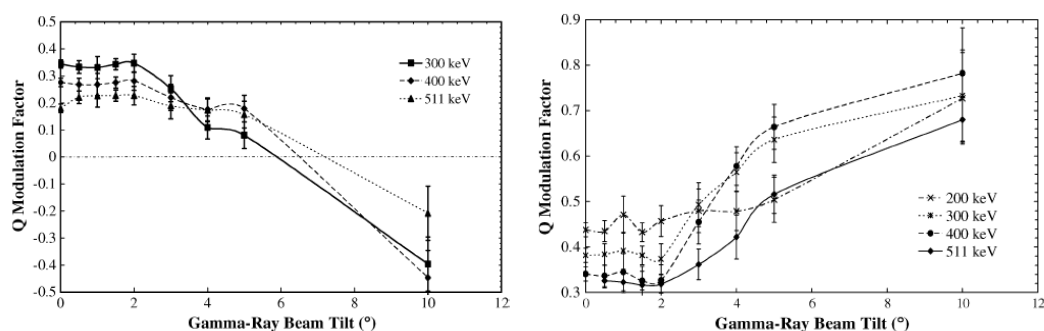 0.5
0.4
0.3
0.2
0.1
0
-0.1
-0.2
-0.3
-0.4
-0.5
Q Modulation Factor
300 keV
400 keV
511 keV
0 2 4 6 8 10 12
Gamma-Ray Beam Tilt (°)
0.9
0.8
0.7
0.6
0.5
0.4
0.3
Q Modulation Factor
200 keV
300 keV
400 keV
511 keV
0 2 4 6 8 10 12
Gamma-Ray Beam Tilt (°)